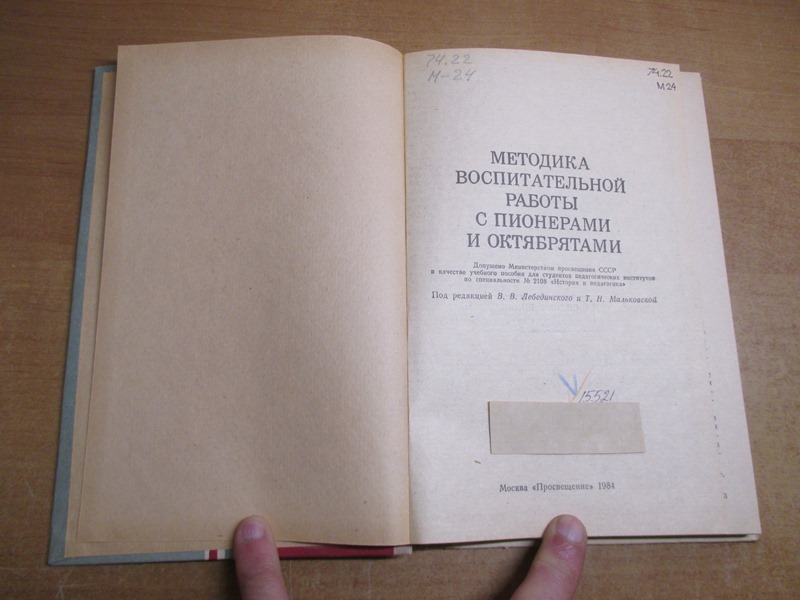 74.22
М-24
74.22
М24
МЕТОДИКА
ВОСПИТАТЕЛЬНОЙ
РАБОТЫ
С ПИОНЕРАМИ
И ОКТЯБРЯТАМИ
Допущено Министерством просвещения СССР
в качестве учебного пособия для студентов педагогических институтов
по специальности № 2108 «История и педагогика»
Под редакцией В. В. Лебединского и Т. Н. Мальковской
15521
Москва «Просвещение» 1984